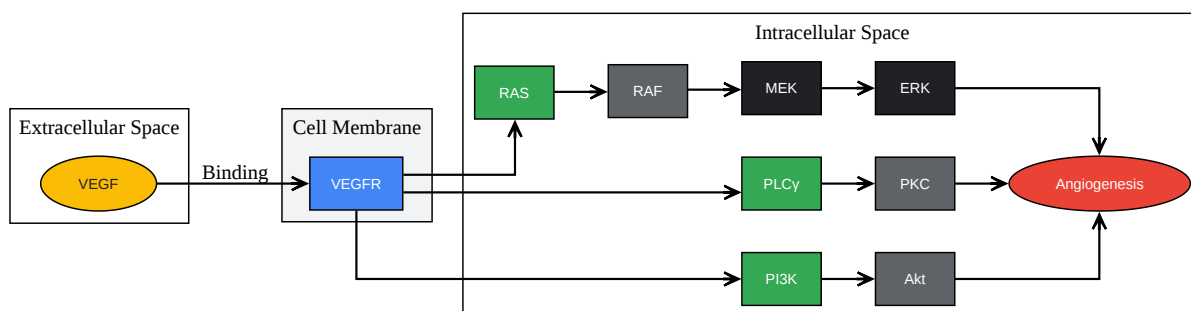 Intracellular Space
RAS
RAF
MEK
ERK
Extracellular Space
Cell Membrane
VEGF
Binding
VEGFR
PLCγ
PKC
Angiogenesis
PI3K
Akt